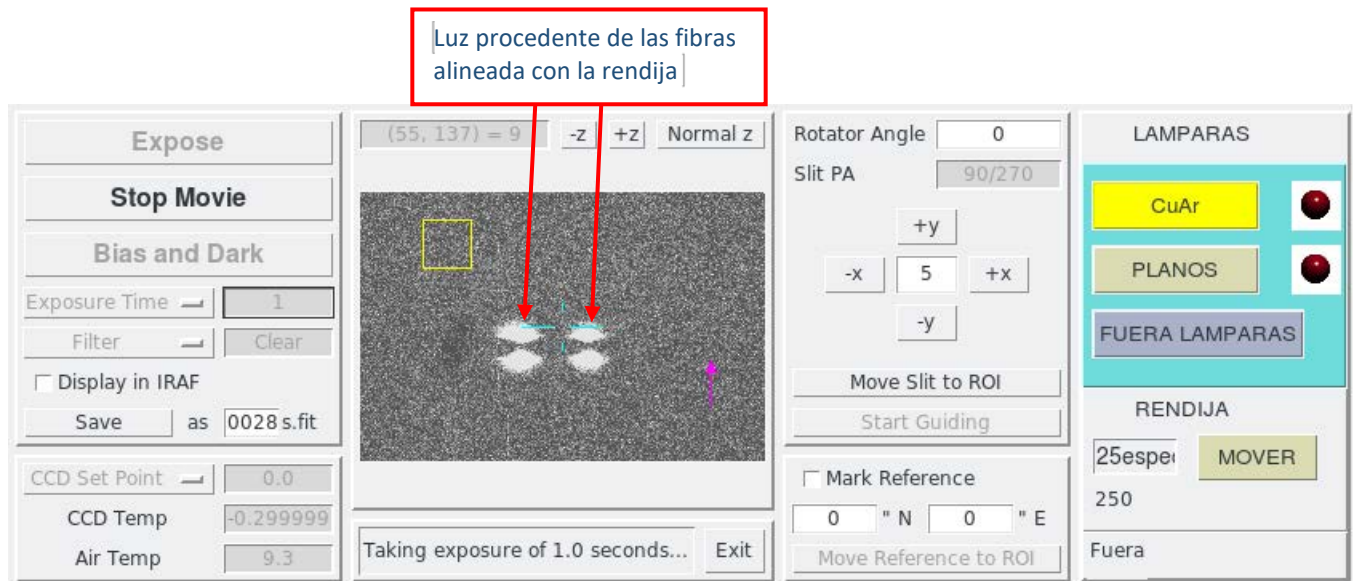 Luz procedente de las fibras
alineada con la rendija
Expose
Stop Movie
Bias and Dark
Exposure Time
1
Filter
Clear
Display in IRAF
Save
as
0028
s.fit
CCD Set Point
0.0
CCD Temp
-0.299999
Air Temp
9.3
(55, 137) = 9
-z
+z
Normal z
Taking exposure of 1.0 seconds...
Exit
Rotator Angle
0
Slit PA
90/270
+y
-x
5
+x
-y
Move Slit to ROI
Start Guiding
Mark Reference
0
" N
0
" E
Move Reference to ROI
LAMPARAS
CuAr
PLANOS
FUERA LAMPARAS
RENDIJA
25espe
MOVER
250
Fuera